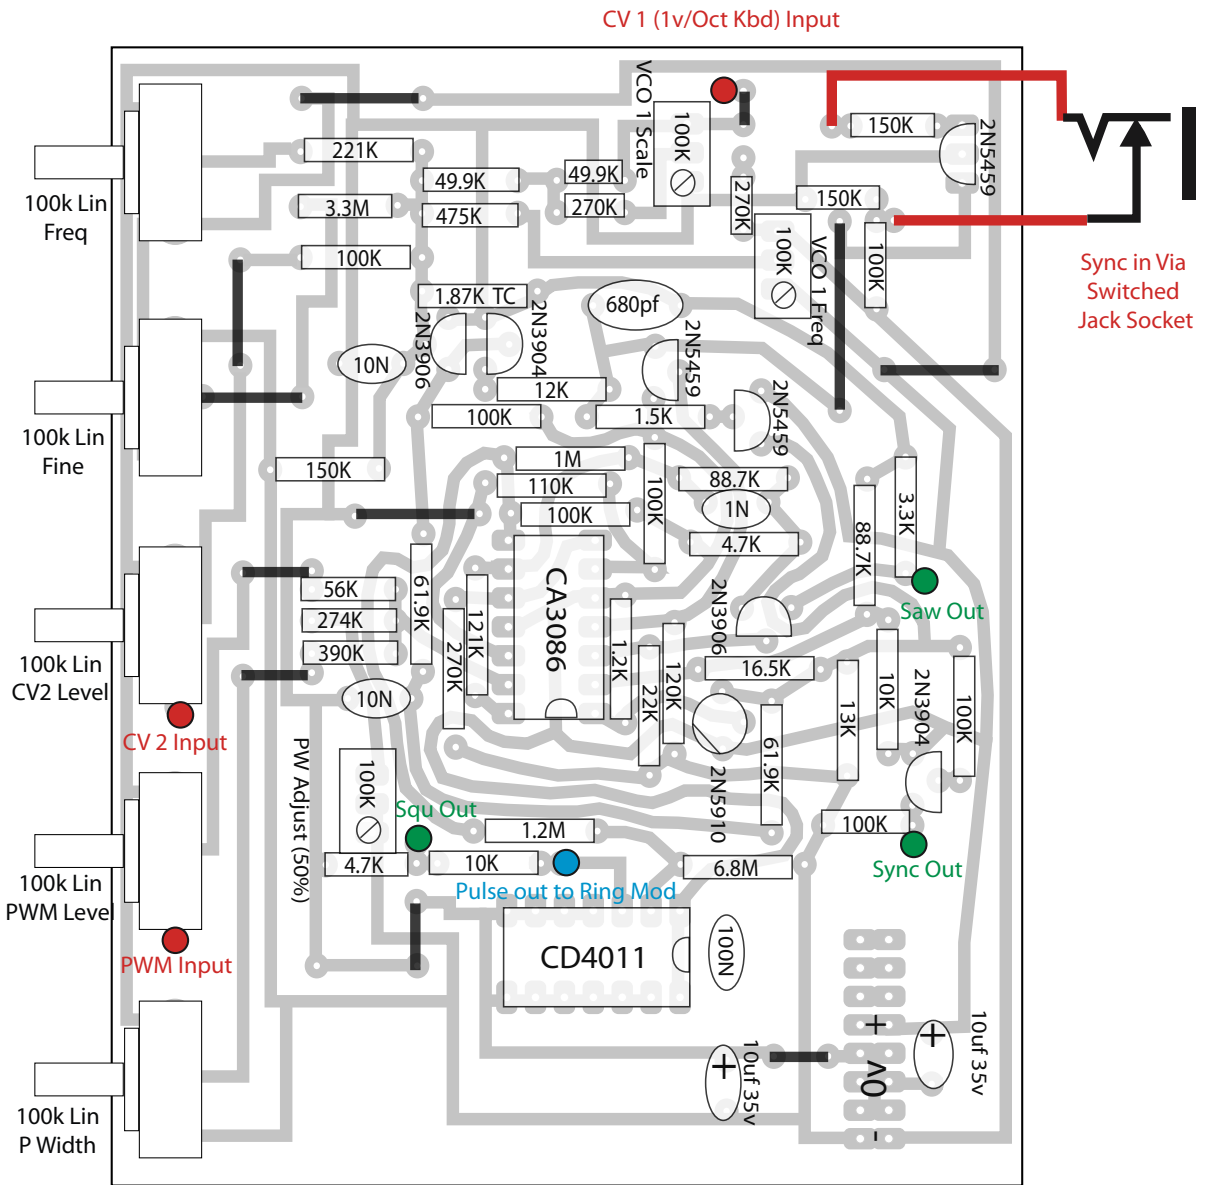 CV 1 (1v/Oct Kbd) Input
VCO 1 Scale
100K
150K
2N5459
221K
49.9K
49.9K
3.3M
475K
270K
270K
150K
100k Lin
Freq
100K
100K
VCO 1 Freq
100K
Sync in Via
Switched
Jack Socket
1.87K TC
680pf
2N3906
2N3904
2N5459
10N
12K
2N5459
100K
1.5K
100k Lin
Fine
150K
1M
110K
100K
100K
88.7K
1N
4.7K
88.7K
3.3K
Saw Out
56K
274K
390K
61.9K
121K
270K
CA3086
1.2K
22K
120K
2N3906
16.5K
100k Lin
CV2 Level
10N
CV 2 Input
13K
10K
2N3904
100K
61.9K
2N5910
PW Adjust (50%)
100K
Squ Out
1.2M
100K
4.7K
10K
6.8M
Sync Out
Pulse out to Ring Mod
100k Lin
PWM Level
PWM Input
CD4011
100N
+
0v
-
+
10uf 35v
+
10uf 35v
100k Lin
P Width